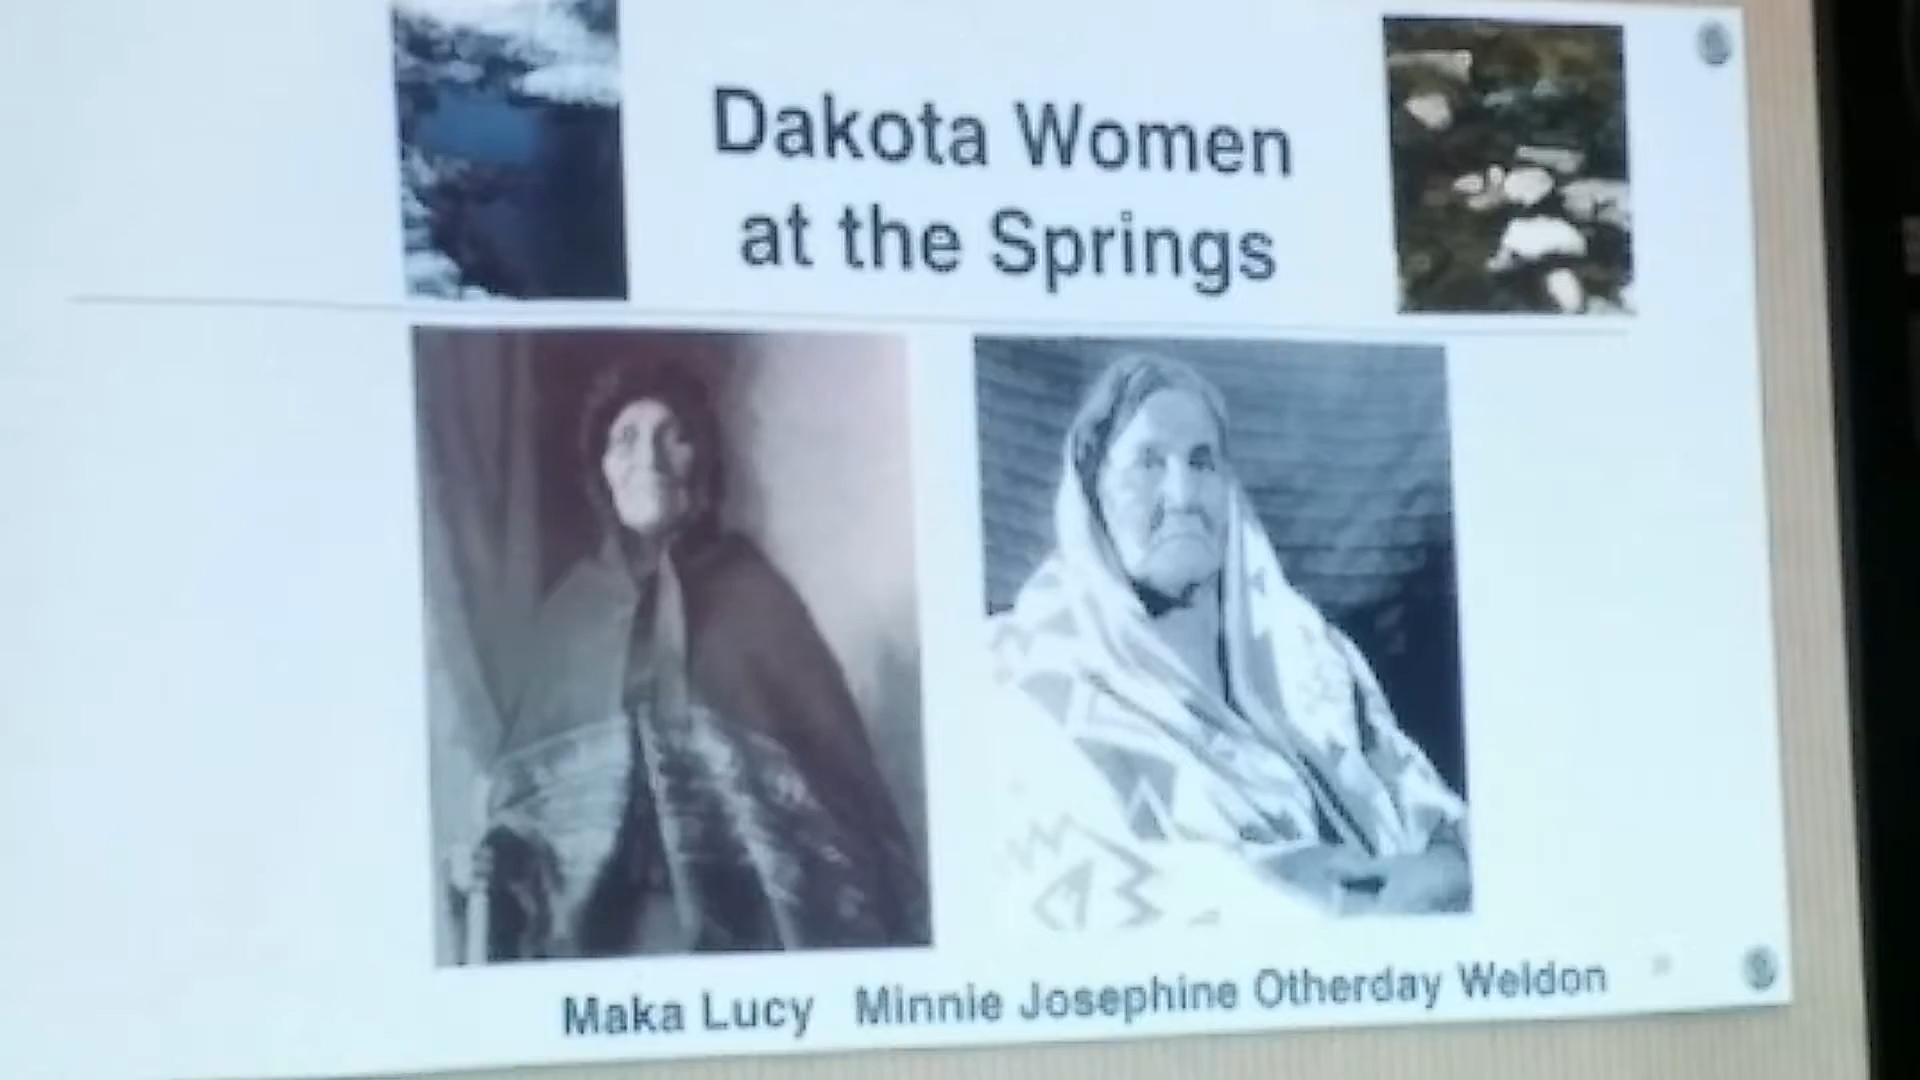 Dakota Women
at the Springs
Maka Lucy Minnie Josephine Otherday Weldon